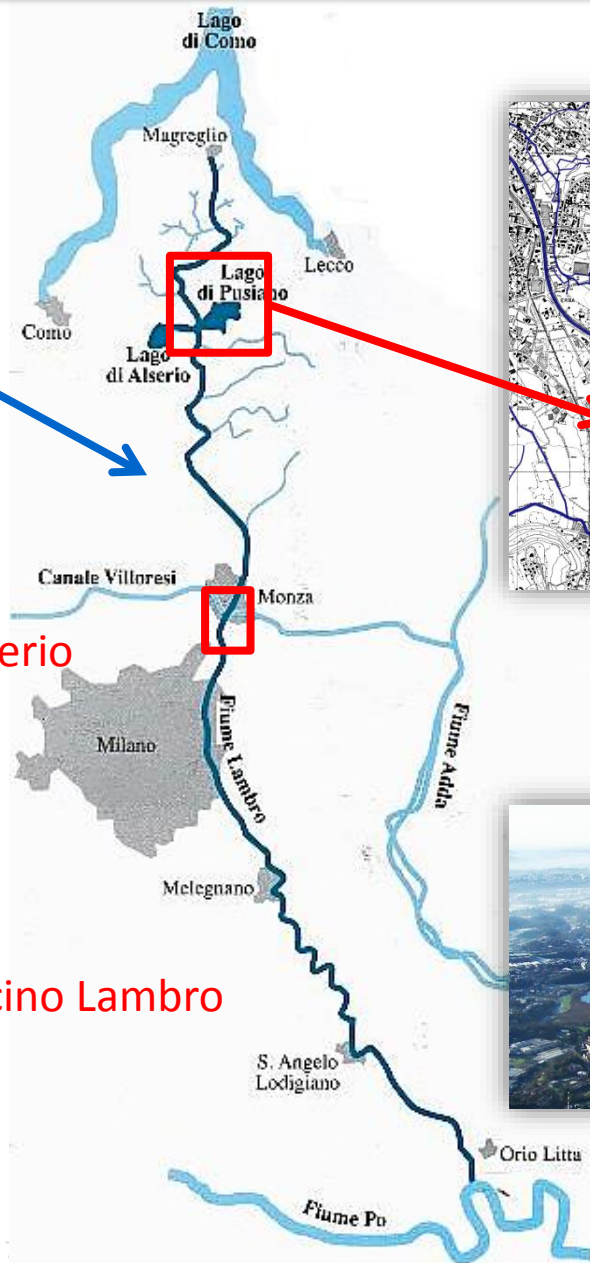 Lago
di Como
Magreglio
Lecco
Lago
di Pusiano
Como
Lago
di Alserio
Canale Villoresi
Monza
erio
Milano
Fiume Lambro
Fiume Adda
Melegnano
cino Lambro
S. Angelo
Lodigiano
Orio Litta
Fiume Po